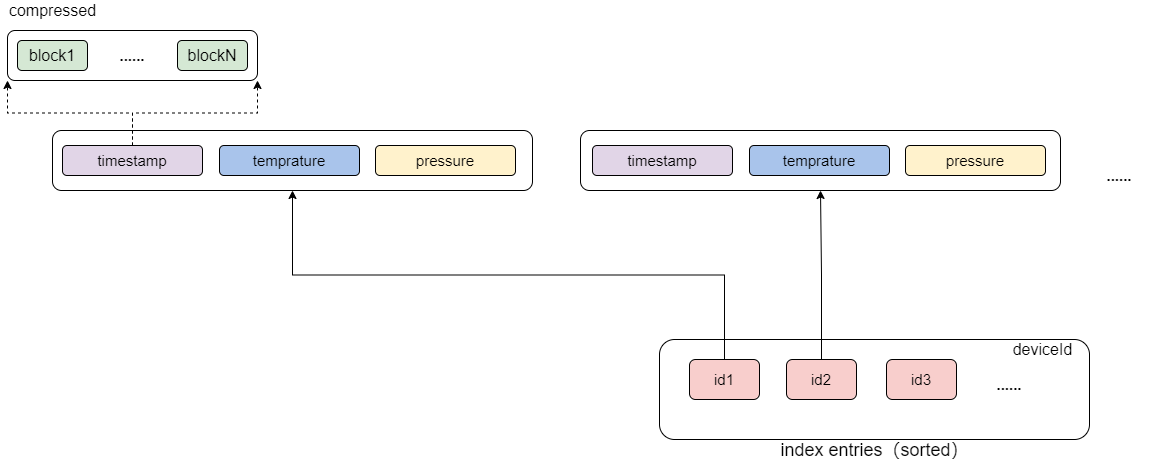 compressed
block1 ...... blockN
timestamp temprature pressure
timestamp temprature pressure
......
deviceId
id1 id2 id3 ......
index entries（sorted）